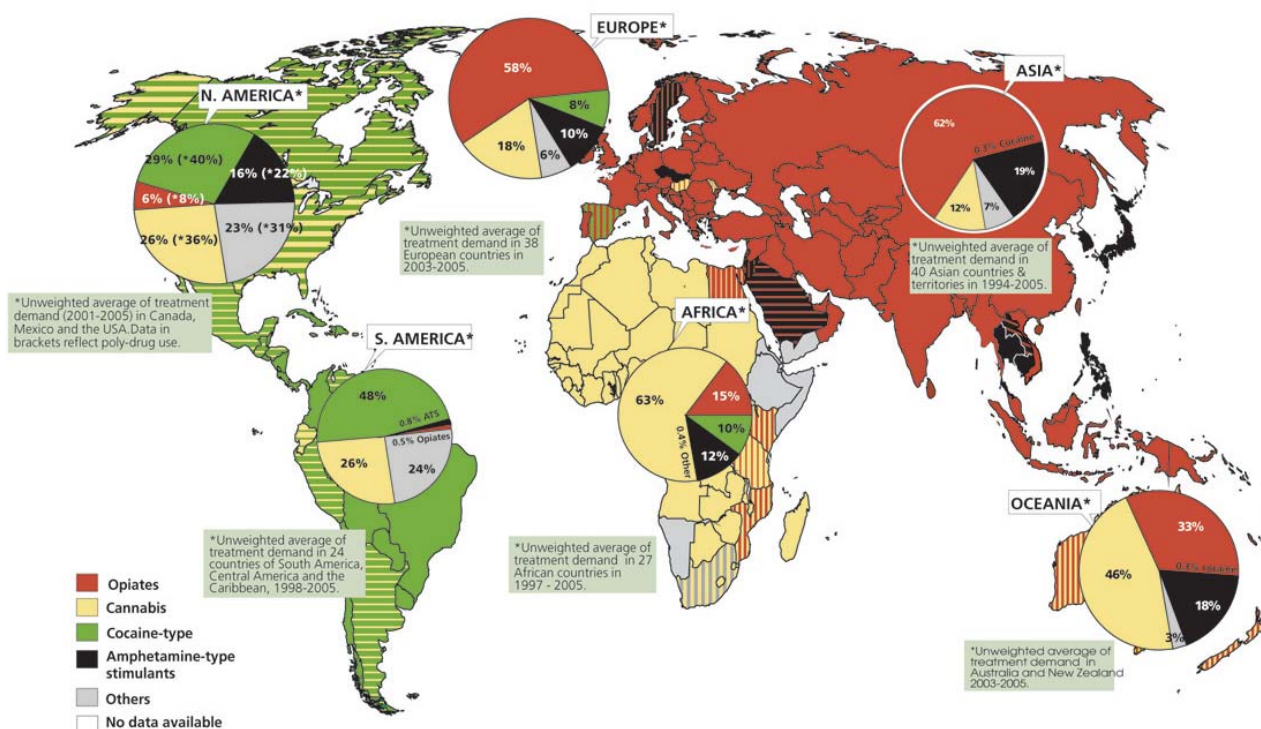 EUROPE*
58%
8%
10%
6%
18%
N. AMERICA*
29% (*40%)
16% (*22%)
6% (*8%)
26% (*36%)
23% (*31%)
*Unweighted average of treatment
demand (2001-2005) in Canada,
Mexico and the USA.Data in
brackets reflect poly-drug use.
*Unweighted average of
treatment demand in 38
European countries in
2003-2005.
ASIA*
62%
0.3% Cocaine
19%
12%
7%
*Unweighted average of
treatment demand in
40 Asian countries &
territories in 1994-2005.
S. AMERICA*
48%
0.8% ATS
0.5% Opiates
26%
24%
*Unweighted average of
treatment demand in 24
countries of South America,
Central America and the
Caribbean, 1998-2005.
AFRICA*
63%
15%
10%
0.4% Other
12%
*Unweighted average of
treatment demand in 27
African countries in
1997 - 2005.
OCEANIA*
33%
0.3% cocaine
46%
18%
3%
*Unweighted average of
treatment demand in
Australia and New Zealand
2003-2005.
Opiates
Cannabis
Cocaine-type
Amphetamine-type
stimulants
Others
No data available